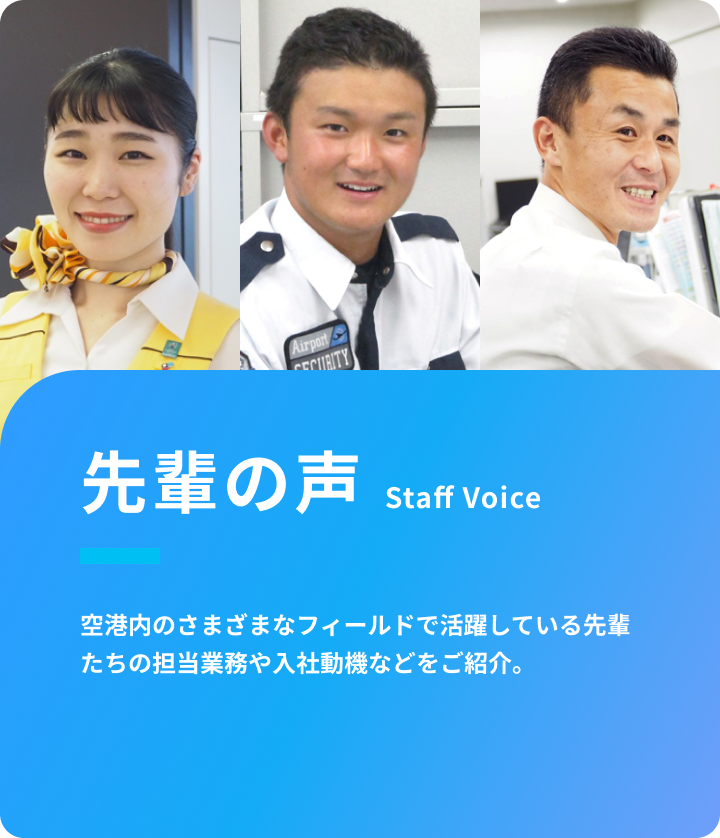 Airport
SECURITY
先輩の声 Staff Voice
空港内のさまざまなフィールドで活躍している先輩
たちの担当業務や入社動機などをご紹介。